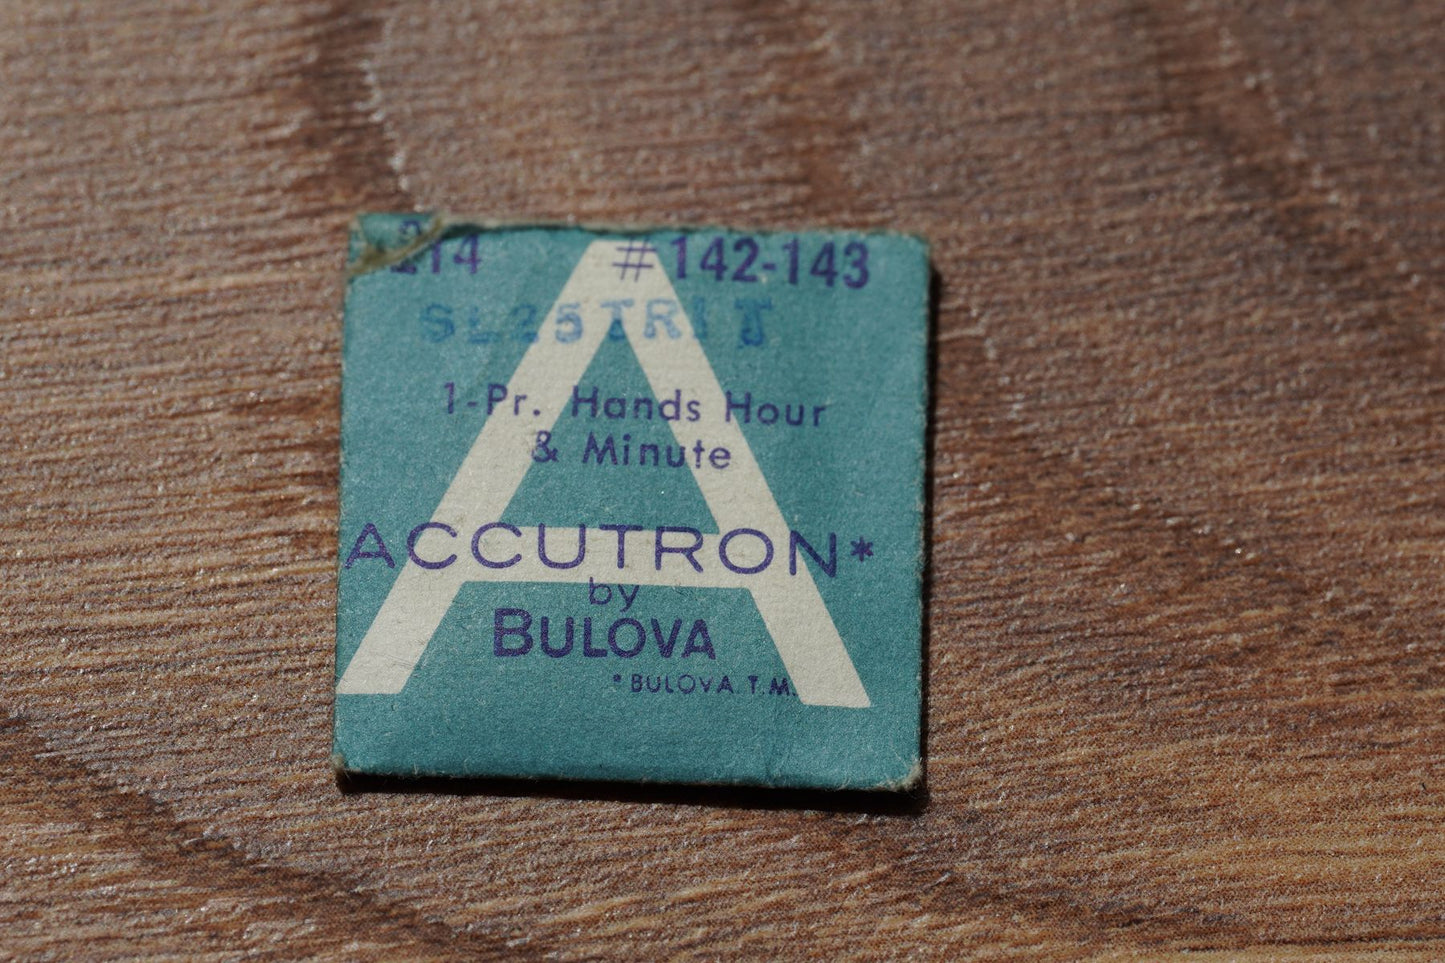 214 #142-143
SL25TRIT
1-Pr. Hands Hour
& Minute
ACCUTRON*
by
BULOVA
*BULOVA T.M.